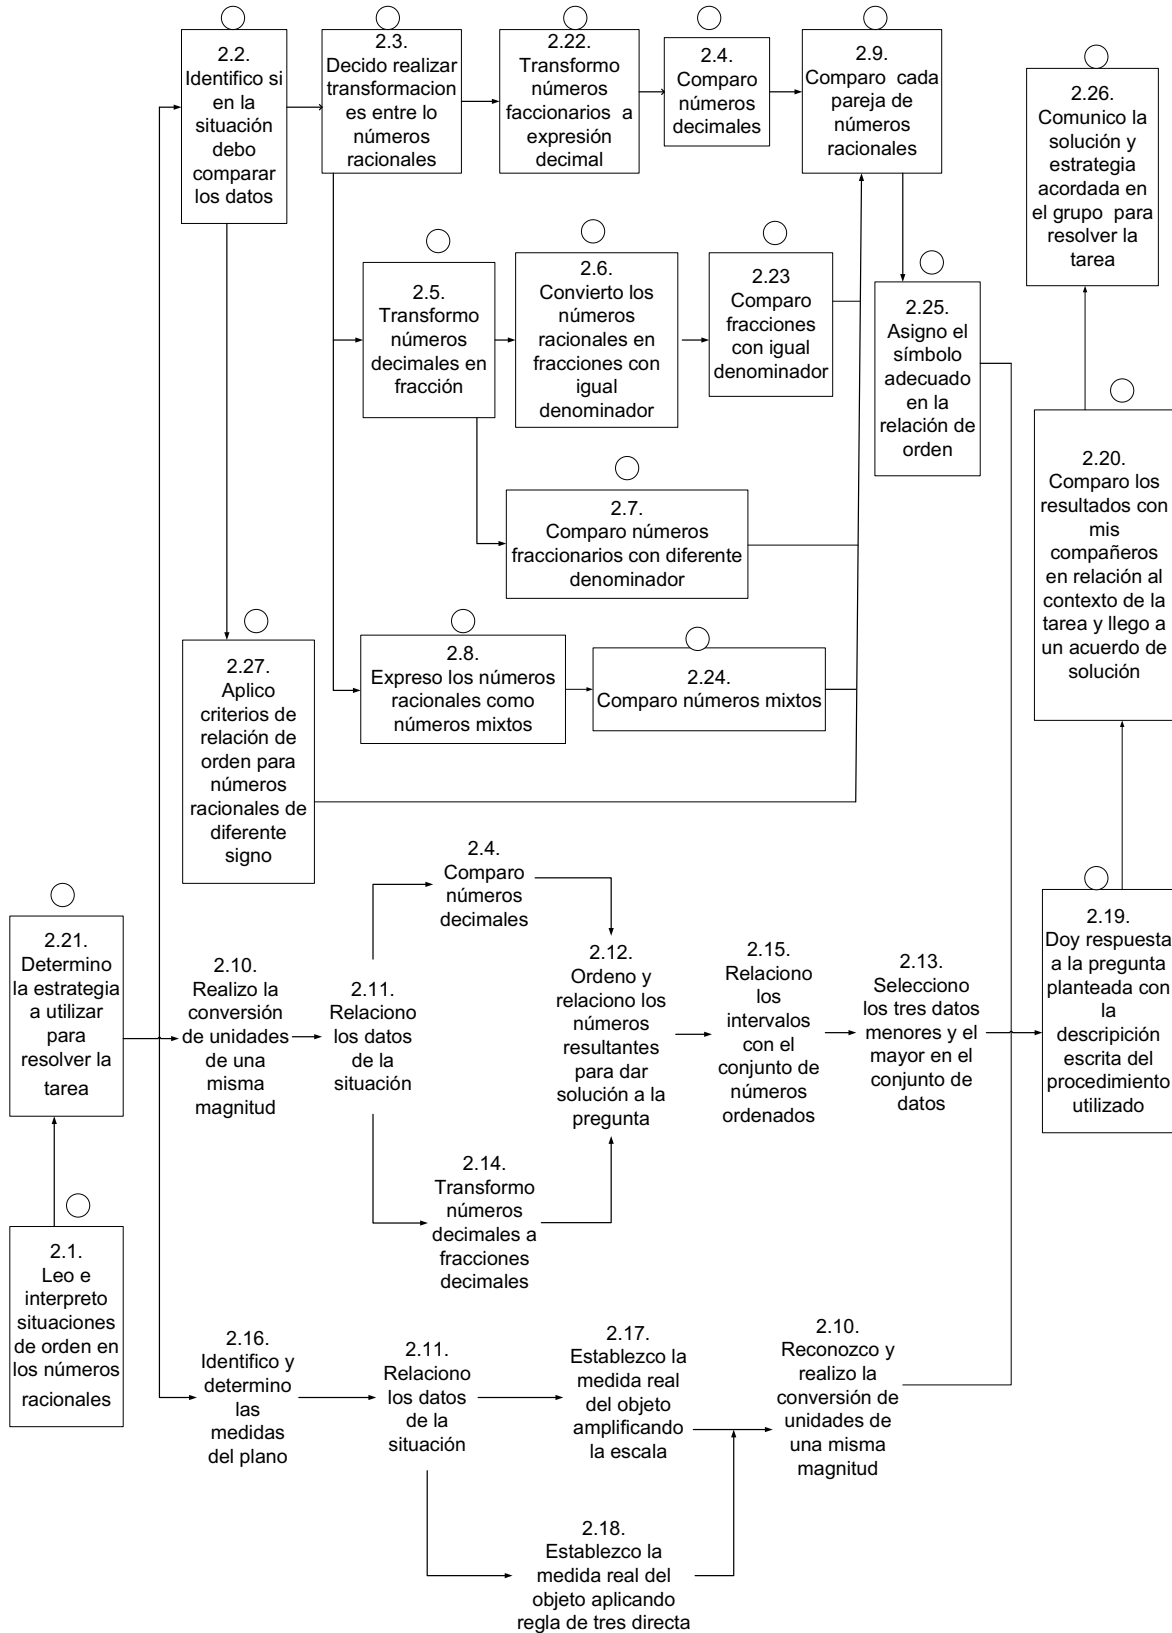 2.2.
Identifico si
en la
situación
debo
comparar
los datos
2.3.
Decido realizar
transformacion
es entre lo
números
racionales
2.22.
Transformo
números
faccionarios a
expresión
decimal
2.4.
Comparo
números
decimales
2.9.
Comparo cada
pareja de
números
racionales
2.26.
Comunico la
solución y
estrategia
acordada en
el grupo para
resolver la
tarea
2.5.
Transformo
números
decimales en
fracción
2.6.
Convierto los
números
racionales en
fracciones con
igual
denominador
2.23
Comparo
fracciones
con igual
denominador
2.25.
Asigno el
símbolo
adecuado
en la
relación de
orden
2.7.
Comparo números
fraccionarios con diferente
denominador
2.20.
Comparo los
resultados con
mis
compañeros
en relación al
contexto de la
tarea y llego a
un acuerdo de
solución
2.27.
Aplico
criterios de
relación de
orden para
números
racionales de
diferente
signo
2.8.
Expreso los números
racionales como
números mixtos
2.24.
Comparo números mixtos
2.4.
Comparo
números
decimales
2.21.
Determino
la estrategia
a utilizar
para
resolver la
tarea
2.10.
Realizo la
conversión
de unidades
de una
misma
magnitud
2.11.
Relaciono
los datos
de la
situación
2.12.
Ordeno y
relaciono los
números
resultantes
para dar
solución a la
pregunta
2.15.
Relaciono
los
intervalos
con el
conjunto de
números
ordenados
2.13.
Selecciono
los tres datos
menores y el
mayor en el
conjunto de
datos
2.19.
Doy respuesta
a la pregunta
planteada con
la
descripición
escrita del
procedimiento
utilizado
2.14.
Transformo
números
decimales a
fracciones
decimales
2.1.
Leo e
interpreto
situaciones
de orden en
los números
racionales
2.16.
Identifico y
determino
las
medidas
del plano
2.11.
Relaciono
los datos
de la
situación
2.17.
Establezco la
medida real
del objeto
amplificando
la escala
2.10.
Reconozco y
realizo la
conversión de
unidades de
una misma
magnitud
2.18.
Establezco la
medida real del
objeto aplicando
regla de tres directa